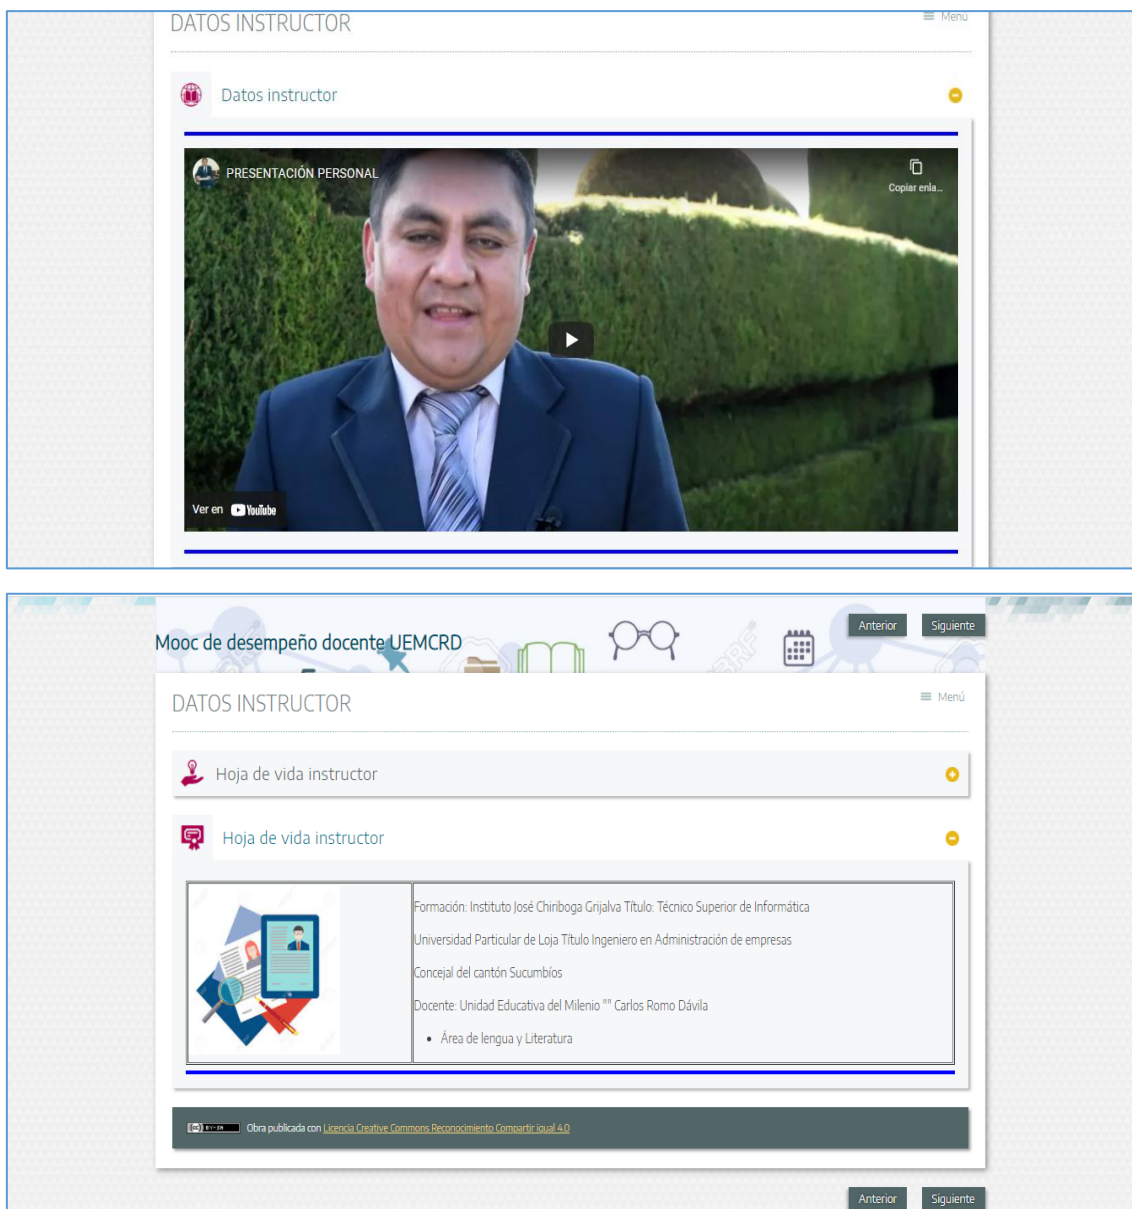 DATOS INSTRUCTOR
Menú
Datos instructor
PRESENTACIÓN PERSONAL
Copiar enla...
Ver en YouTube
Mooc de desempeño docente UEMCRD
Anterior
Siguiente
DATOS INSTRUCTOR
Menú
Hoja de vida instructor
Hoja de vida instructor
Formación: Instituto José Chiriboga Grijalva Título: Técnico Superior de Informática
Universidad Particular de Loja Título Ingeniero en Administración de empresas
Concejal del cantón Sucumbíos
Docente: Unidad Educativa del Milenio "" Carlos Romo Dávila
• Área de lengua y Literatura
(cc) BY-SA Obra publicada con Licencia Creative Commons Reconocimiento Compartir igual 4.0
Anterior
Siguiente